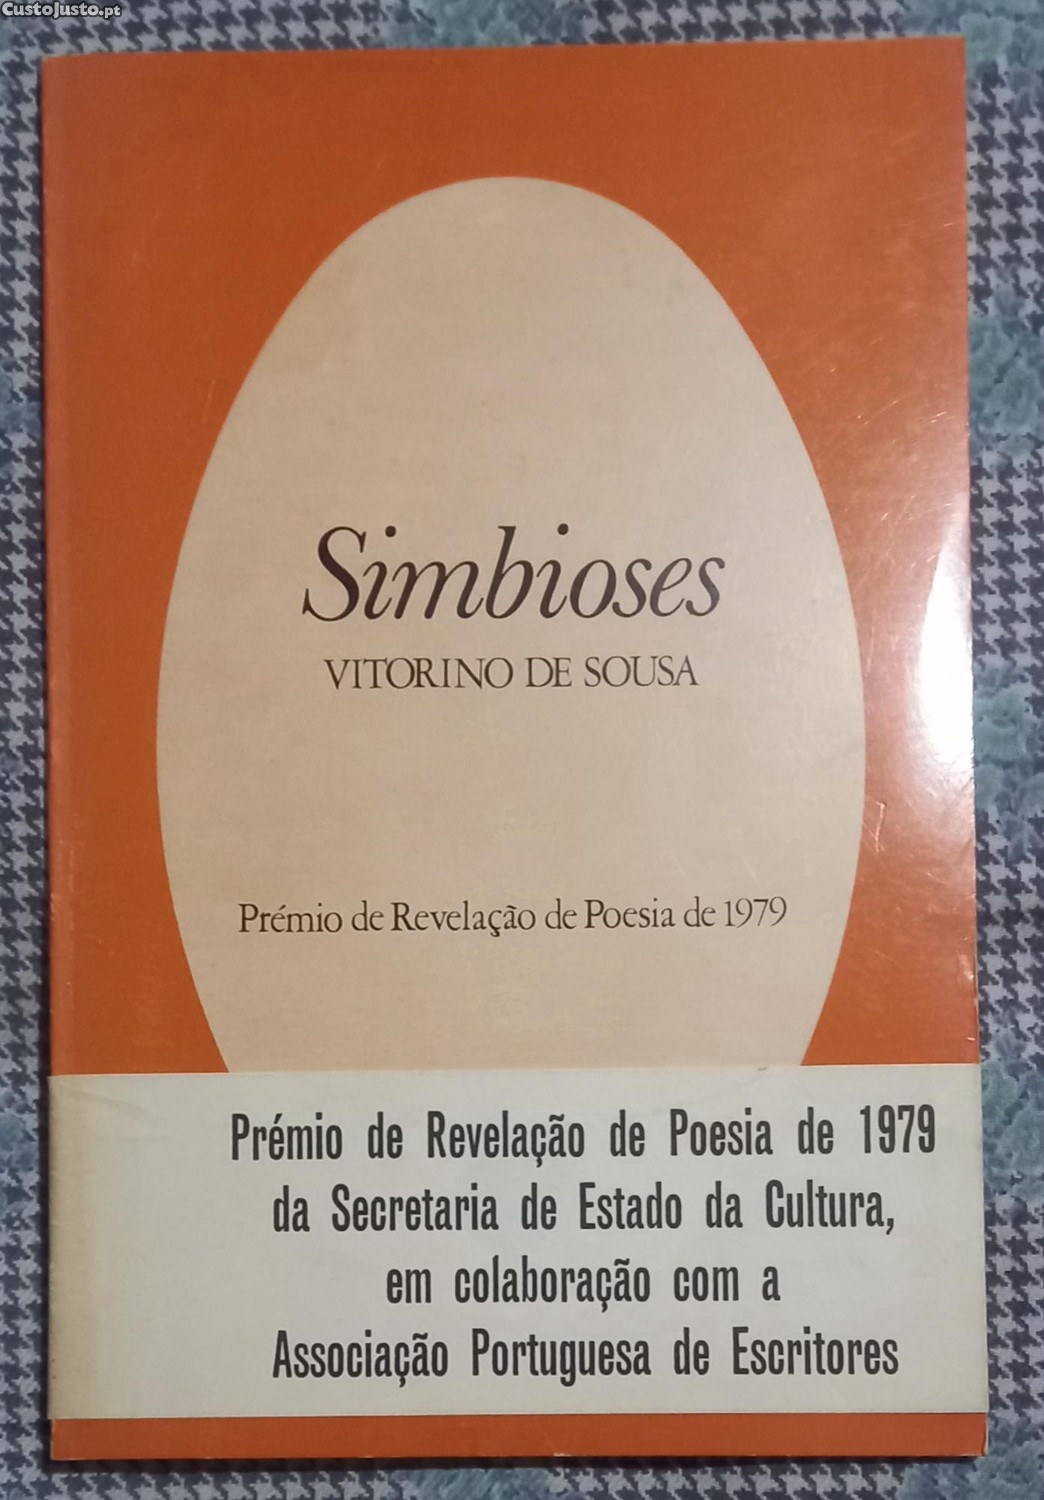 CustoJusto.pt
Simbioses
VITORINO DE SOUSA
Prémio de Revelação de Poesia de 1979
Prémio de Revelação de Poesia de 1979
da Secretaria de Estado da Cultura,
em colaboração com a
Associação Portuguesa de Escritores